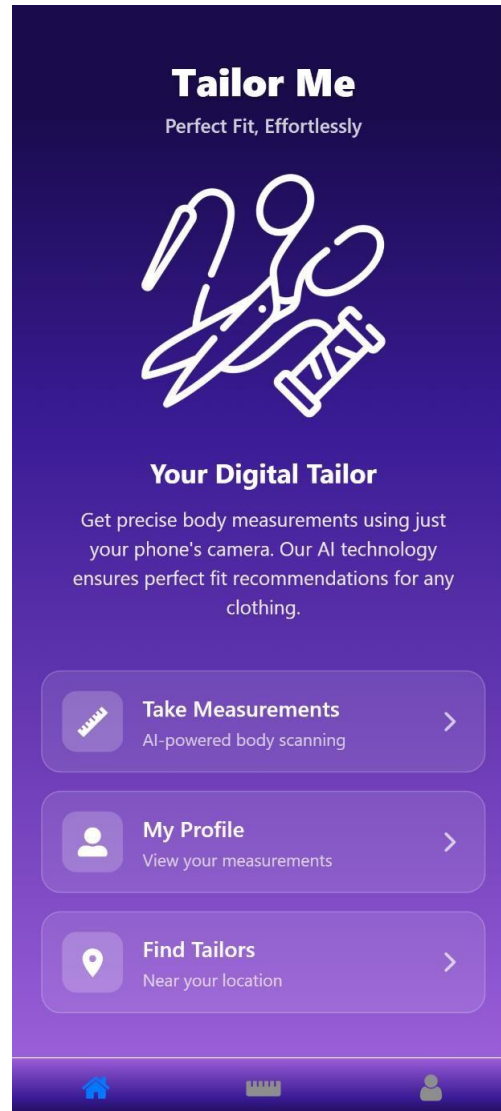 Tailor Me
Perfect Fit, Effortlessly
Your Digital Tailor
Get precise body measurements using just
your phone's camera. Our AI technology
ensures perfect fit recommendations for any
clothing.
Take Measurements
AI-powered body scanning
My Profile
View your measurements
Find Tailors
Near your location